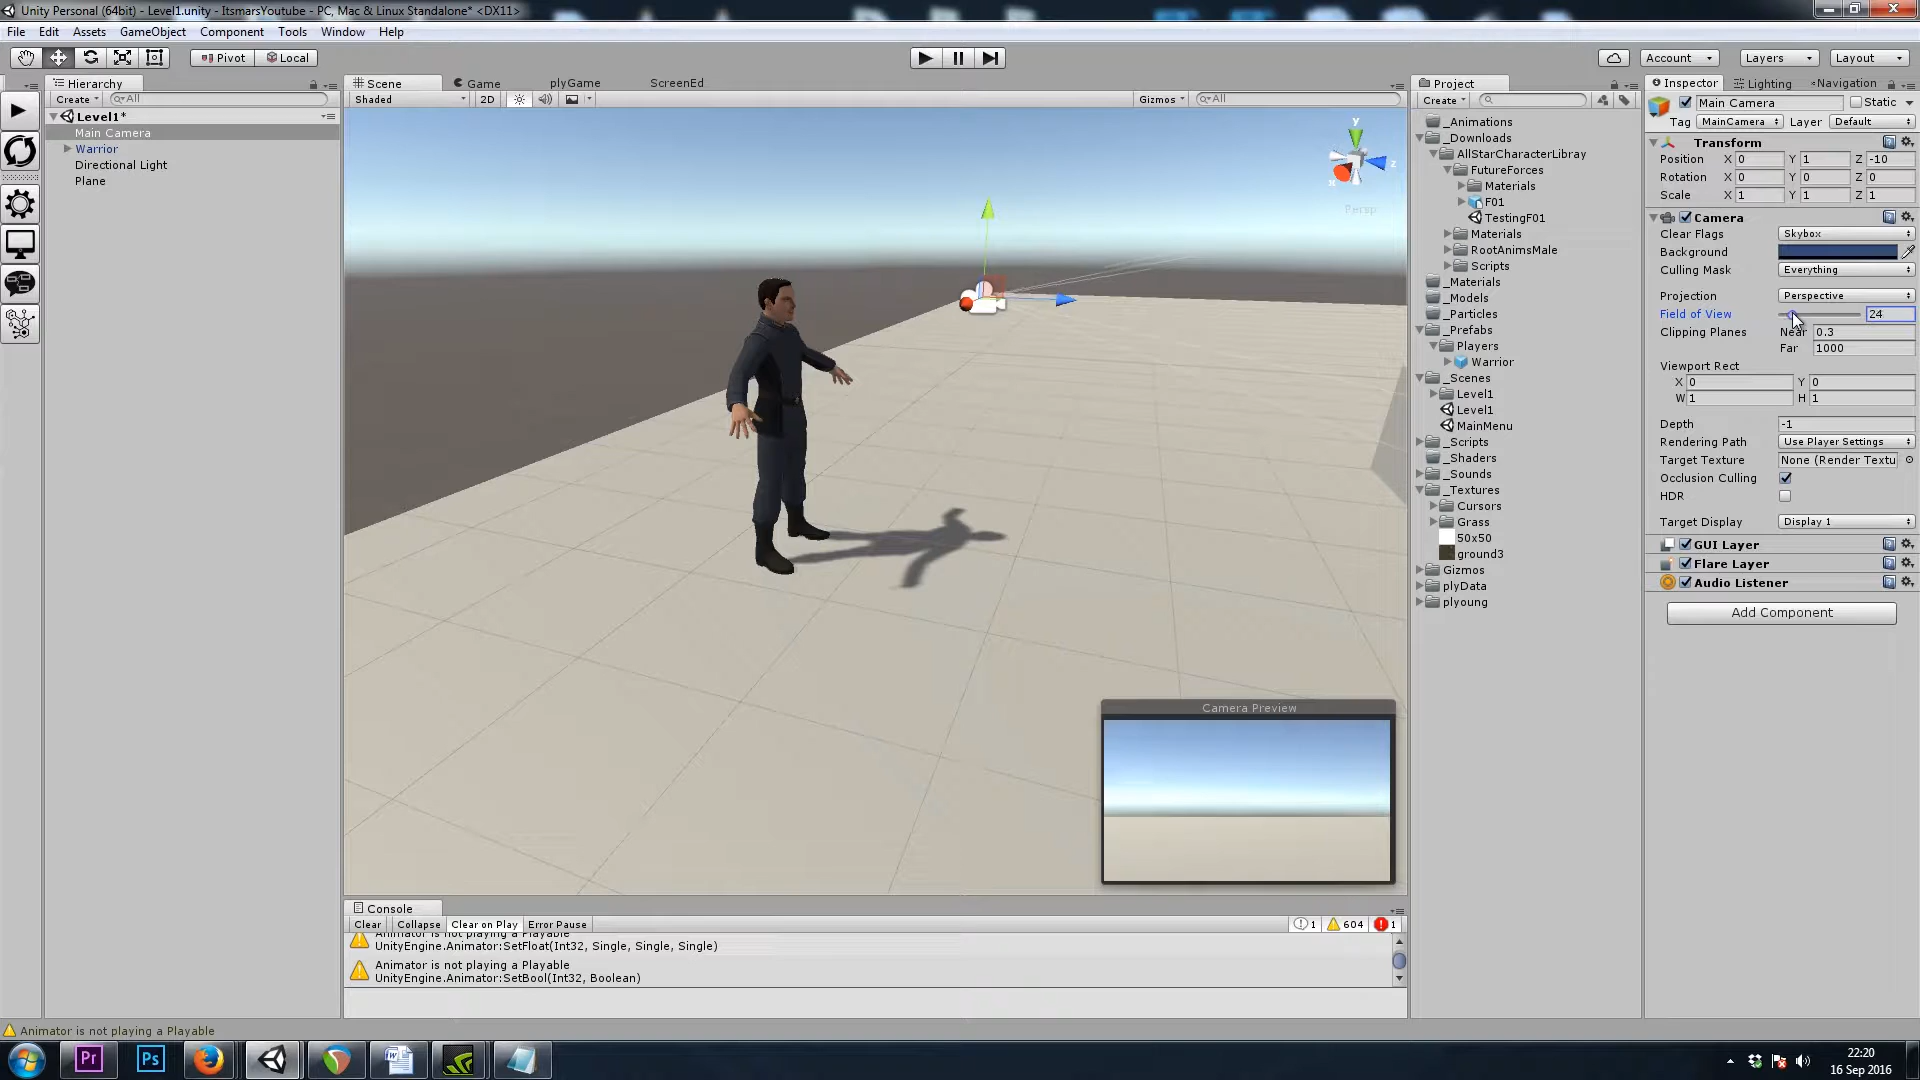 Unity Personal (64bit) - Level1.unity - ItsmarsYoutube - PC, Mac & Linux Standalone* <DX11>
File Edit Assets GameObject Component Tools Window Help
Pivot Local Account Layers Layout
Hierarchy
Create All
Level1*
Main Camera
Warrior
Directional Light
Plane
Scene Game plyGame ScreenEd
Shaded 2D Gizmos All
y
z
x
Persp
Camera Preview
Console
Clear Collapse Clear on Play Error Pause 1 604 1
Animator is not playing a Playable
UnityEngine.Animator:SetFloat(Int32, Single, Single, Single)
Animator is not playing a Playable
UnityEngine.Animator:SetBool(Int32, Boolean)
Project
Create
_Animations
_Downloads
AllStarCharacterLibray
FutureForces
Materials
F01
TestingF01
Materials
RootAnimsMale
Scripts
_Materials
_Models
_Particles
_Prefabs
Players
Warrior
_Scenes
Level1
Level1
MainMenu
_Scripts
_Shaders
_Sounds
_Textures
Cursors
Grass
50x50
ground3
Gizmos
plyData
plyoung
Inspector Lighting Navigation
Main Camera Static
Tag MainCamera Layer Default
Transform
Position X 0 Y 1 Z -10
Rotation X 0 Y 0 Z 0
Scale X 1 Y 1 Z 1
Camera
Clear Flags Skybox
Background
Culling Mask Everything
Projection Perspective
Field of View 24
Clipping Planes Near 0.3
Far 1000
Viewport Rect
X 0 Y 0
W 1 H 1
Depth -1
Rendering Path Use Player Settings
Target Texture None (Render Textu
Occlusion Culling
HDR
Target Display Display 1
GUI Layer
Flare Layer
Audio Listener
Add Component
Animator is not playing a Playable
Pr Ps W
22:20
16 Sep 2016